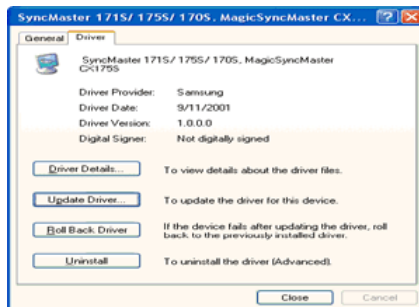 SyncMaster 171S/ 175S/ 170S, MagicSyncMaster CX...
General Driver
SyncMaster 171S/ 175S/ 170S, MagicSyncMaster
CX175S
Driver Provider: Samsung
Driver Date: 9/11/2001
Driver Version: 1.0.0.0
Digital Signer: Not digitally signed
Driver Details... To view details about the driver files.
Update Driver... To update the driver for this device.
Roll Back Driver If the device fails after updating the driver, roll
back to the previously installed driver.
Uninstall To uninstall the driver (Advanced).
Close Cancel